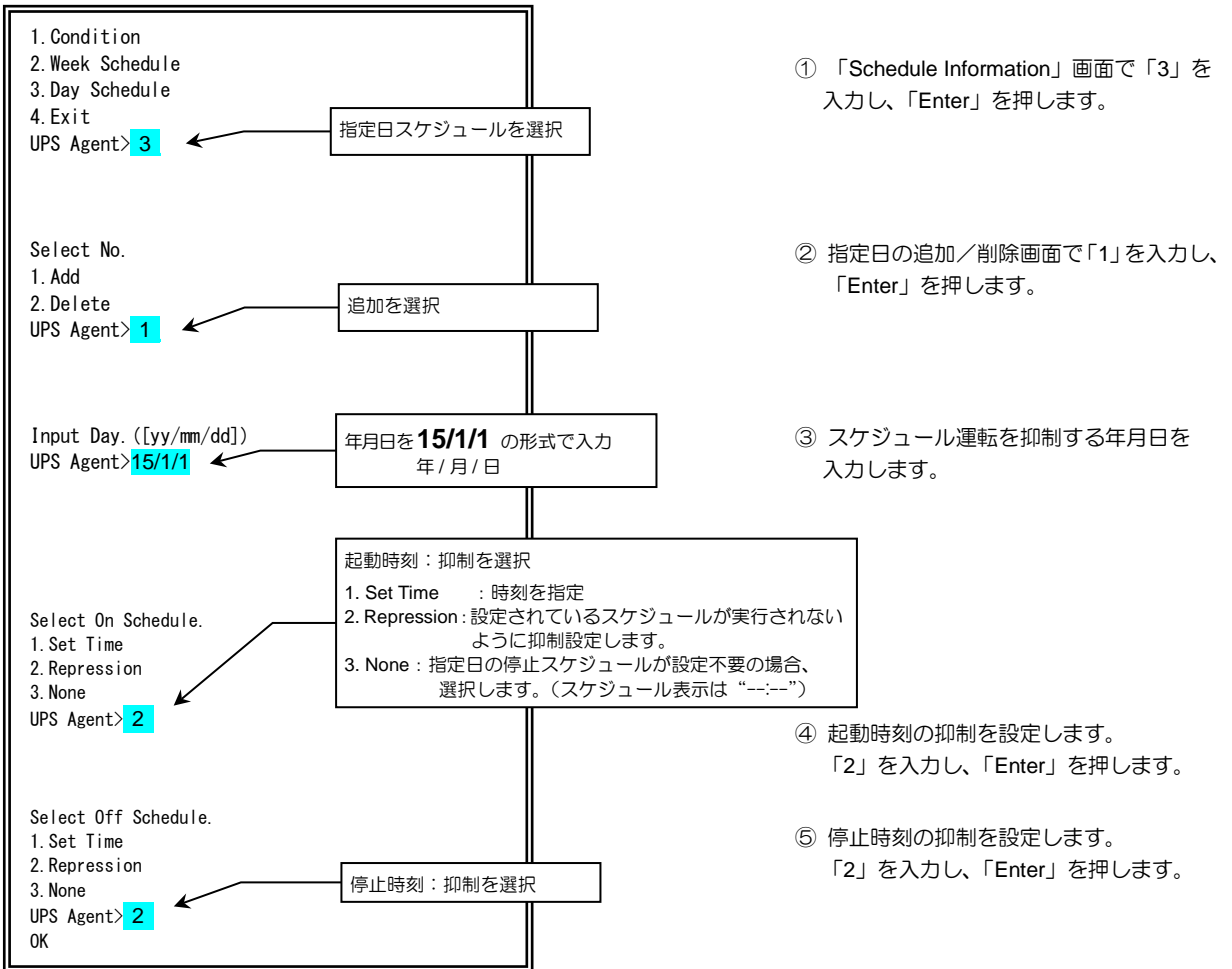 1. Condition
2. Week Schedule
3. Day Schedule
4. Exit
UPS Agent> 3
指定日スケジュールを選択
① 「Schedule Information」画面で「3」を
入力し、「Enter」を押します。
Select No.
1. Add
2. Delete
UPS Agent> 1
追加を選択
② 指定日の追加/削除画面で「1」を入力し、
「Enter」を押します。
Input Day. ([yy/mm/dd])
UPS Agent>15/1/1
年月日を15/1/1 の形式で入力
年 / 月 / 日
③ スケジュール運転を抑制する年月日を
入力します。
起動時刻:抑制を選択
1. Set Time :時刻を指定
2. Repression:設定されているスケジュールが実行されない
ように抑制設定します。
3. None:指定日の停止スケジュールが設定不要の場合、
選択します。(スケジュール表示は “--:--”)
Select On Schedule.
1. Set Time
2. Repression
3. None
UPS Agent> 2
④ 起動時刻の抑制を設定します。
「2」を入力し、「Enter」を押します。
Select Off Schedule.
1. Set Time
2. Repression
3. None
UPS Agent> 2
OK
停止時刻:抑制を選択
⑤ 停止時刻の抑制を設定します。
「2」を入力し、「Enter」を押します。